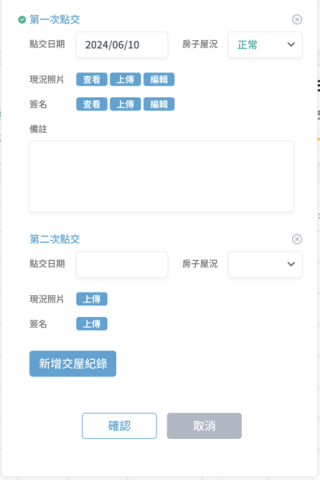 第一次點交
點交日期 2024/06/10 房子屋況 正常
現況照片 查看 上傳 編輯
簽名 查看 上傳 編輯
備註
第二次點交
點交日期 房子屋況
現況照片 上傳
簽名 上傳
新增交屋紀錄
確認 取消